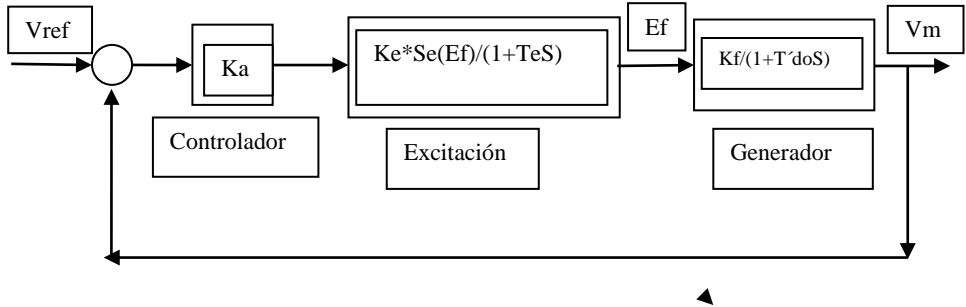 Vref
Ka
Ke*Se(Ef)/(1+TeS)
Ef
Kf/(1+T´doS)
Vm
Controlador
Excitación
Generador